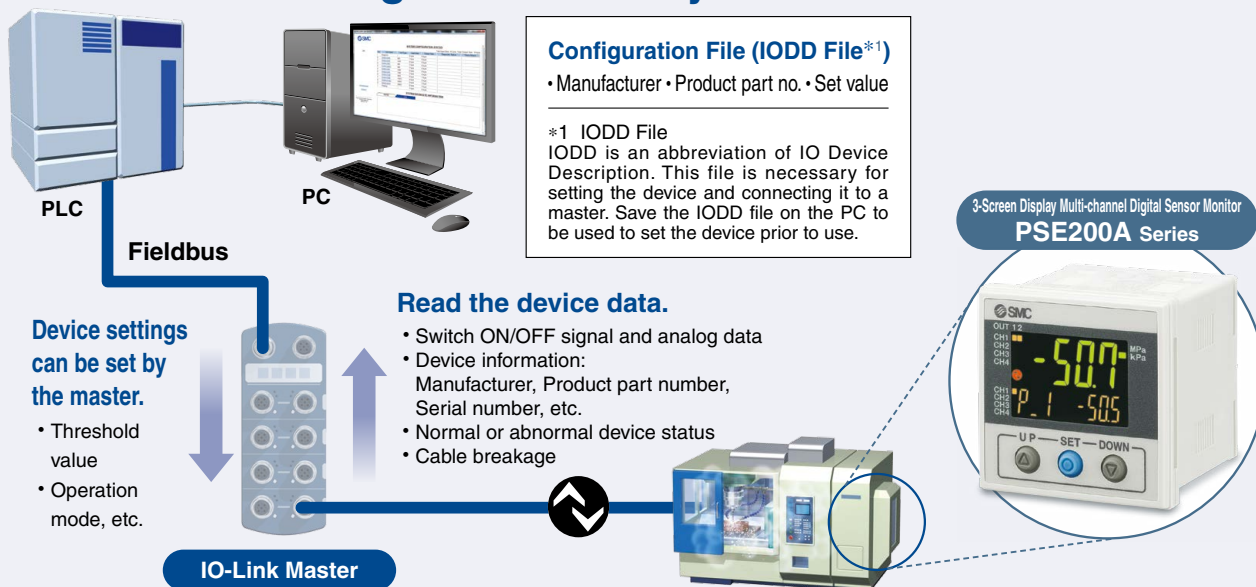 Configuration File (IODD File*1)
• Manufacturer • Product part no. • Set value
*1 IODD File
IODD is an abbreviation of IO Device
Description. This file is necessary for
setting the device and connecting it to a
master. Save the IODD file on the PC to
be used to set the device prior to use.
SMC
PLC
PC
Fieldbus
3-Screen Display Multi-channel Digital Sensor Monitor
PSE200A Series
Device settings
can be set by
the master.
• Threshold
value
• Operation
mode, etc.
Read the device data.
• Switch ON/OFF signal and analog data
• Device information:
Manufacturer, Product part number,
Serial number, etc.
• Normal or abnormal device status
• Cable breakage
IO-Link Master
SMC
OUT 1 2
CH1
CH2
CH3
CH4
-50.7
MPa
kPa
CH1
CH2
CH3
CH4
P_1 -50.5
UP SET DOWN